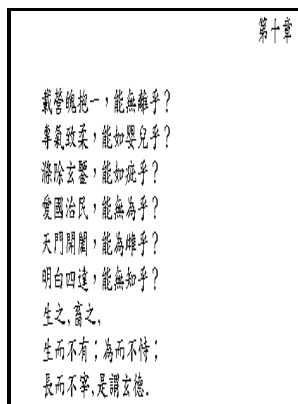 第十章
載營魄抱一，能無離乎？
專氣致柔，能如嬰兒乎？
滌除玄鑒，能如疵乎？
愛國治民，能無為乎？
天門開闔，能為雌乎？
明白四達，能無知乎？
生之,畜之,
生而不有；為而不恃；
長而不宰,是謂玄德.